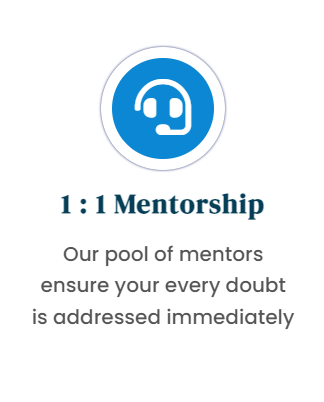 1 : 1 Mentorship
Our pool of mentors
ensure your every doubt
is addressed immediately